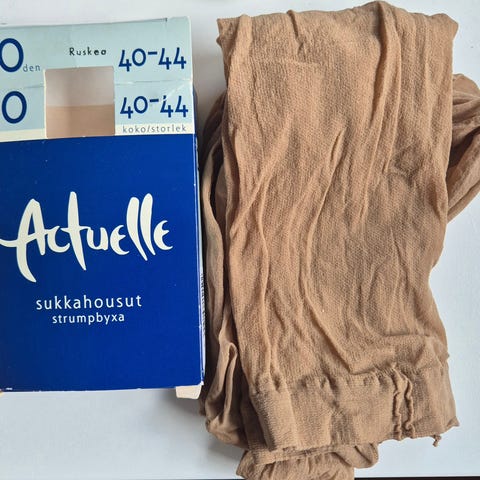 0 den Ruskea 40-44
0 40-44
koko/storlek
Actuelle
sukkahousut
strumpbyxa